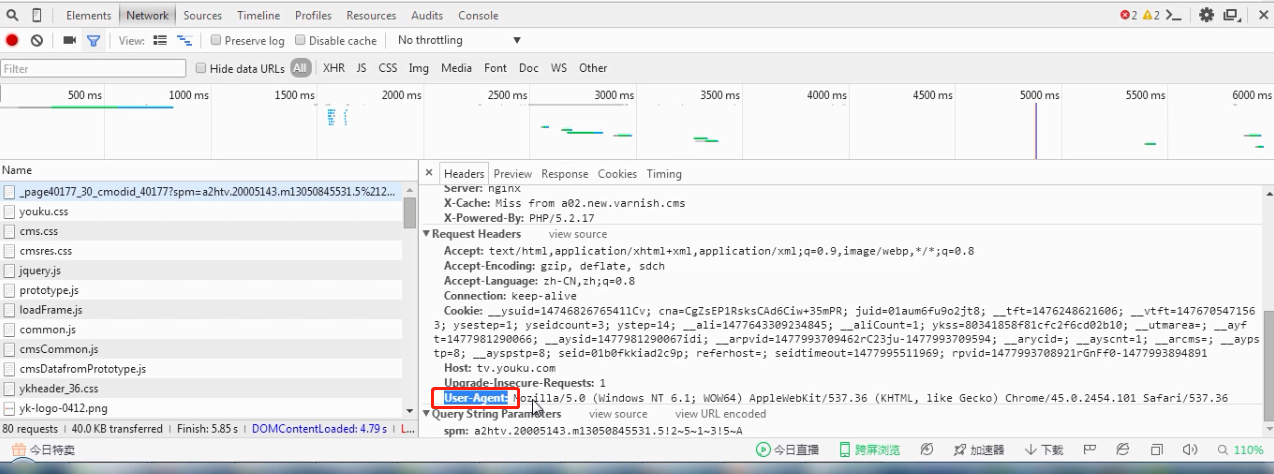 Elements Network Sources Timeline Profiles Resources Audits Console 2 2
View: Preserve log Disable cache No throttling
Filter Hide data URLs All XHR JS CSS Img Media Font Doc WS Other
500 ms 1000 ms 1500 ms 2000 ms 2500 ms 3000 ms 3500 ms 4000 ms 4500 ms 5000 ms 5500 ms 6000 ms
Name
_page40177_30_cmodid_40177?spm=a2htv.20005143.m13050845531.5%212...
youku.css
cms.css
cmsres.css
jquery.js
prototype.js
loadFrame.js
common.js
cmsCommon.js
cmsDatafromPrototype.js
ykheader_36.css
yk-logo-0412.png
80 requests | 40.0 KB transferred | Finish: 5.85 s | DOMContentLoaded: 4.79 s | L...
× Headers Preview Response Cookies Timing
Server: nginx
X-Cache: Miss from a02.new.varnish.cms
X-Powered-By: PHP/5.2.17
Request Headers view source
Accept: text/html,application/xhtml+xml,application/xml;q=0.9,image/webp,*/*;q=0.8
Accept-Encoding: gzip, deflate, sdch
Accept-Language: zh-CN,zh;q=0.8
Connection: keep-alive
Cookie: __ysuid=14746826765411Cv; cna=CgZsEP1RsksCAd6Ciw+35mPR; juid=01aum6fu9o2jt8; __tft=1476248621606; __vtft=147670547156
3; ysestep=1; yseidcount=3; ystep=14; __ali=1477643309234845; __aliCount=1; ykss=80341858f81cfc2f6cd02b10; __utmarea=; __ayf
t=1477981290066; __aysid=1477981290067idi; __arpvid=1477993709462rC23ju-1477993709594; __arycid=; __ayscnt=1; __arcms=; __ayps
tp=8; __ayspstp=8; seid=01b0fkkiad2c9p; referhost=; seidtimeout=1477995511969; rpvid=1477993708921rGnFf0-1477993894891
Host: tv.youku.com
Upgrade-Insecure-Requests: 1
User-Agent: Mozilla/5.0 (Windows NT 6.1; WOW64) AppleWebKit/537.36 (KHTML, like Gecko) Chrome/45.0.2454.101 Safari/537.36
Query String Parameters view source view URL encoded
spm: a2htv.20005143.m13050845531.5!2~5~1~3!5~A
今日特卖 今日直播 跨屏浏览 加速器 下载 110%